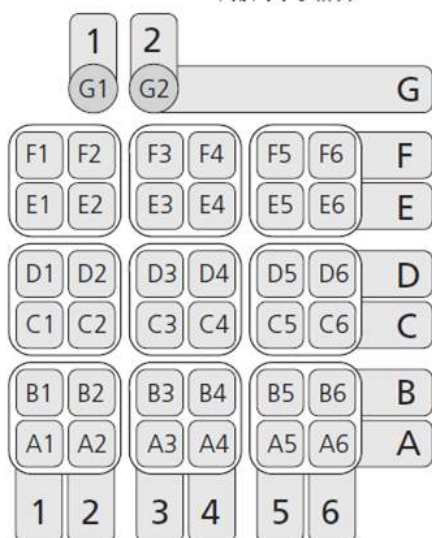 1 2
G1 G2 G
F1 F2 F3 F4 F5 F6 F
E1 E2 E3 E4 E5 E6 E
D1 D2 D3 D4 D5 D6 D
C1 C2 C3 C4 C5 C6 C
B1 B2 B3 B4 B5 B6 B
A1 A2 A3 A4 A5 A6 A
1 2 3 4 5 6